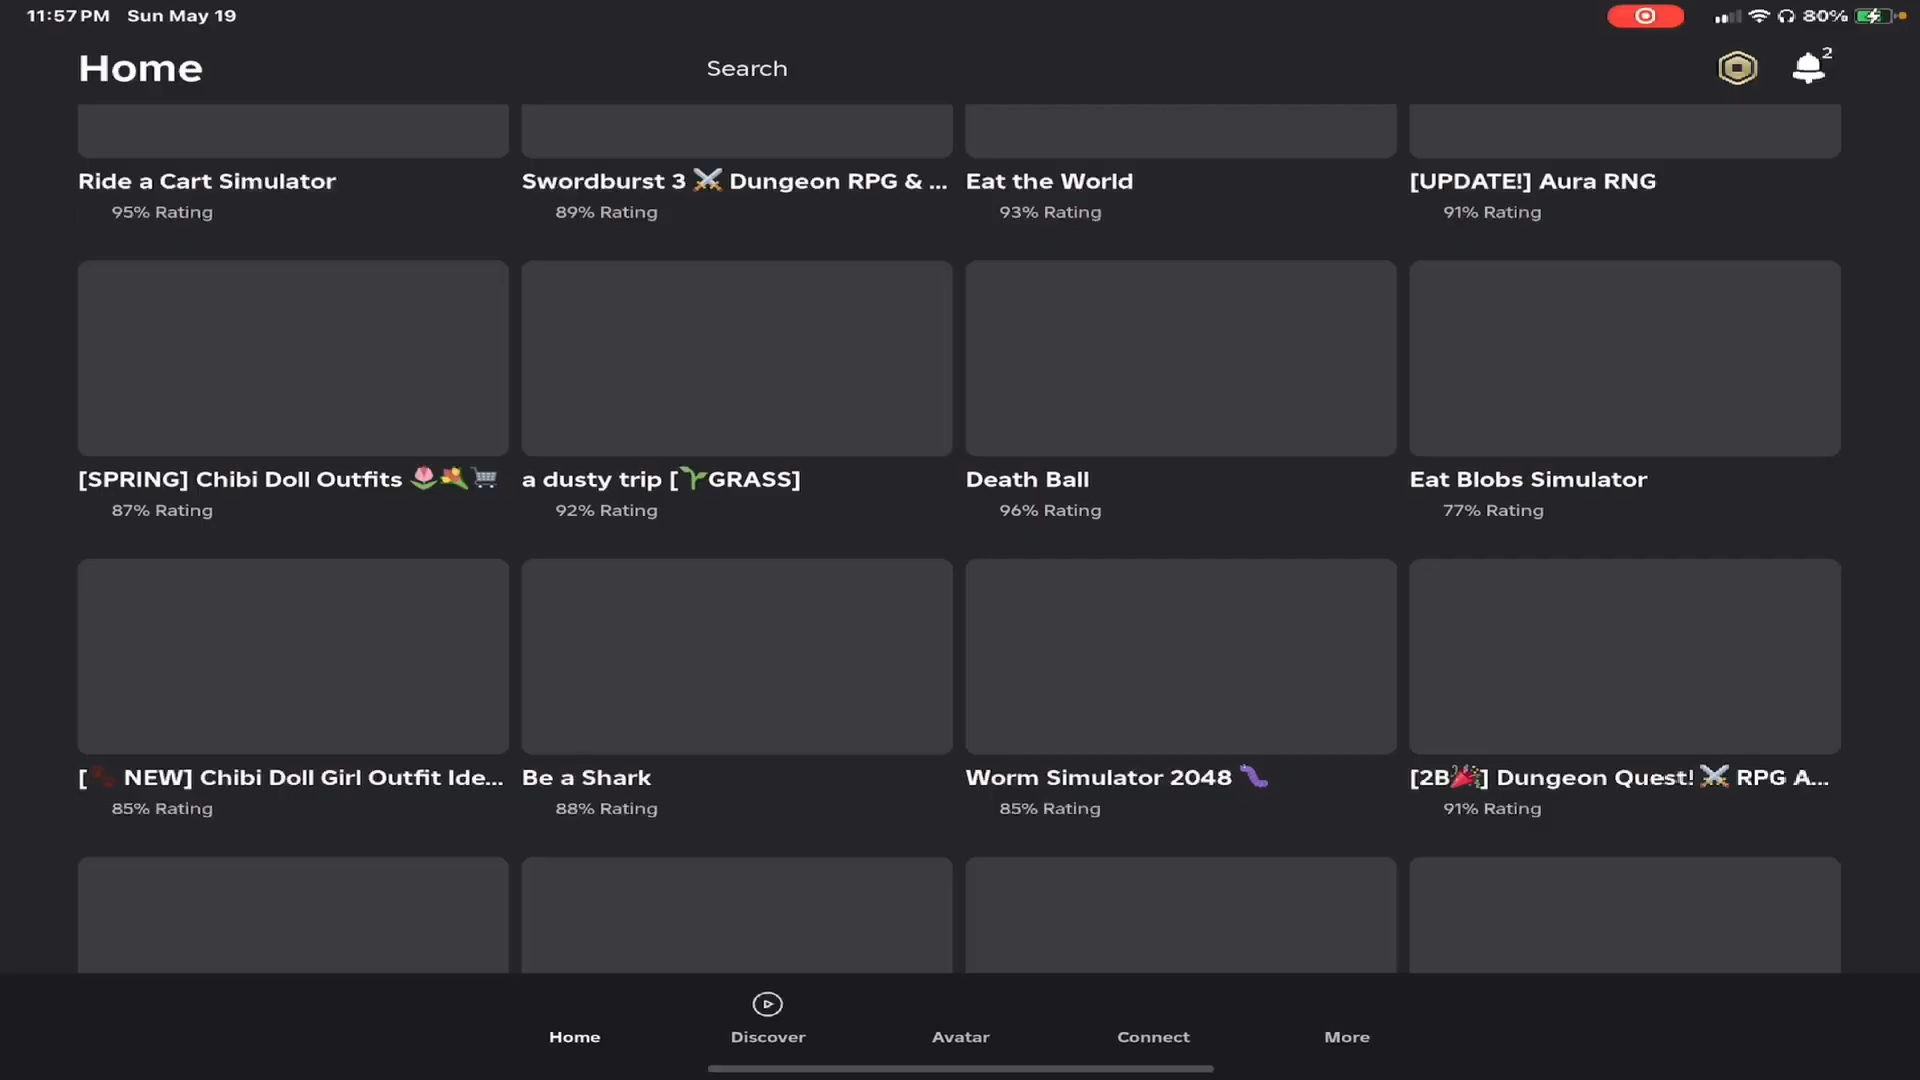 11:57 PM Sun May 19
80%
Home
Search
2
Ride a Cart Simulator
95% Rating
Swordburst 3 ⚔️ Dungeon RPG & ...
89% Rating
Eat the World
93% Rating
[UPDATE!] Aura RNG
91% Rating
[SPRING] Chibi Doll Outfits 🌷💐🛒
87% Rating
a dusty trip [🌱GRASS]
92% Rating
Death Ball
96% Rating
Eat Blobs Simulator
77% Rating
[🐾 NEW] Chibi Doll Girl Outfit Ide...
85% Rating
Be a Shark
88% Rating
Worm Simulator 2048 🪱
85% Rating
[2B🎉] Dungeon Quest! ⚔️ RPG A...
91% Rating
Home
Discover
Avatar
Connect
More